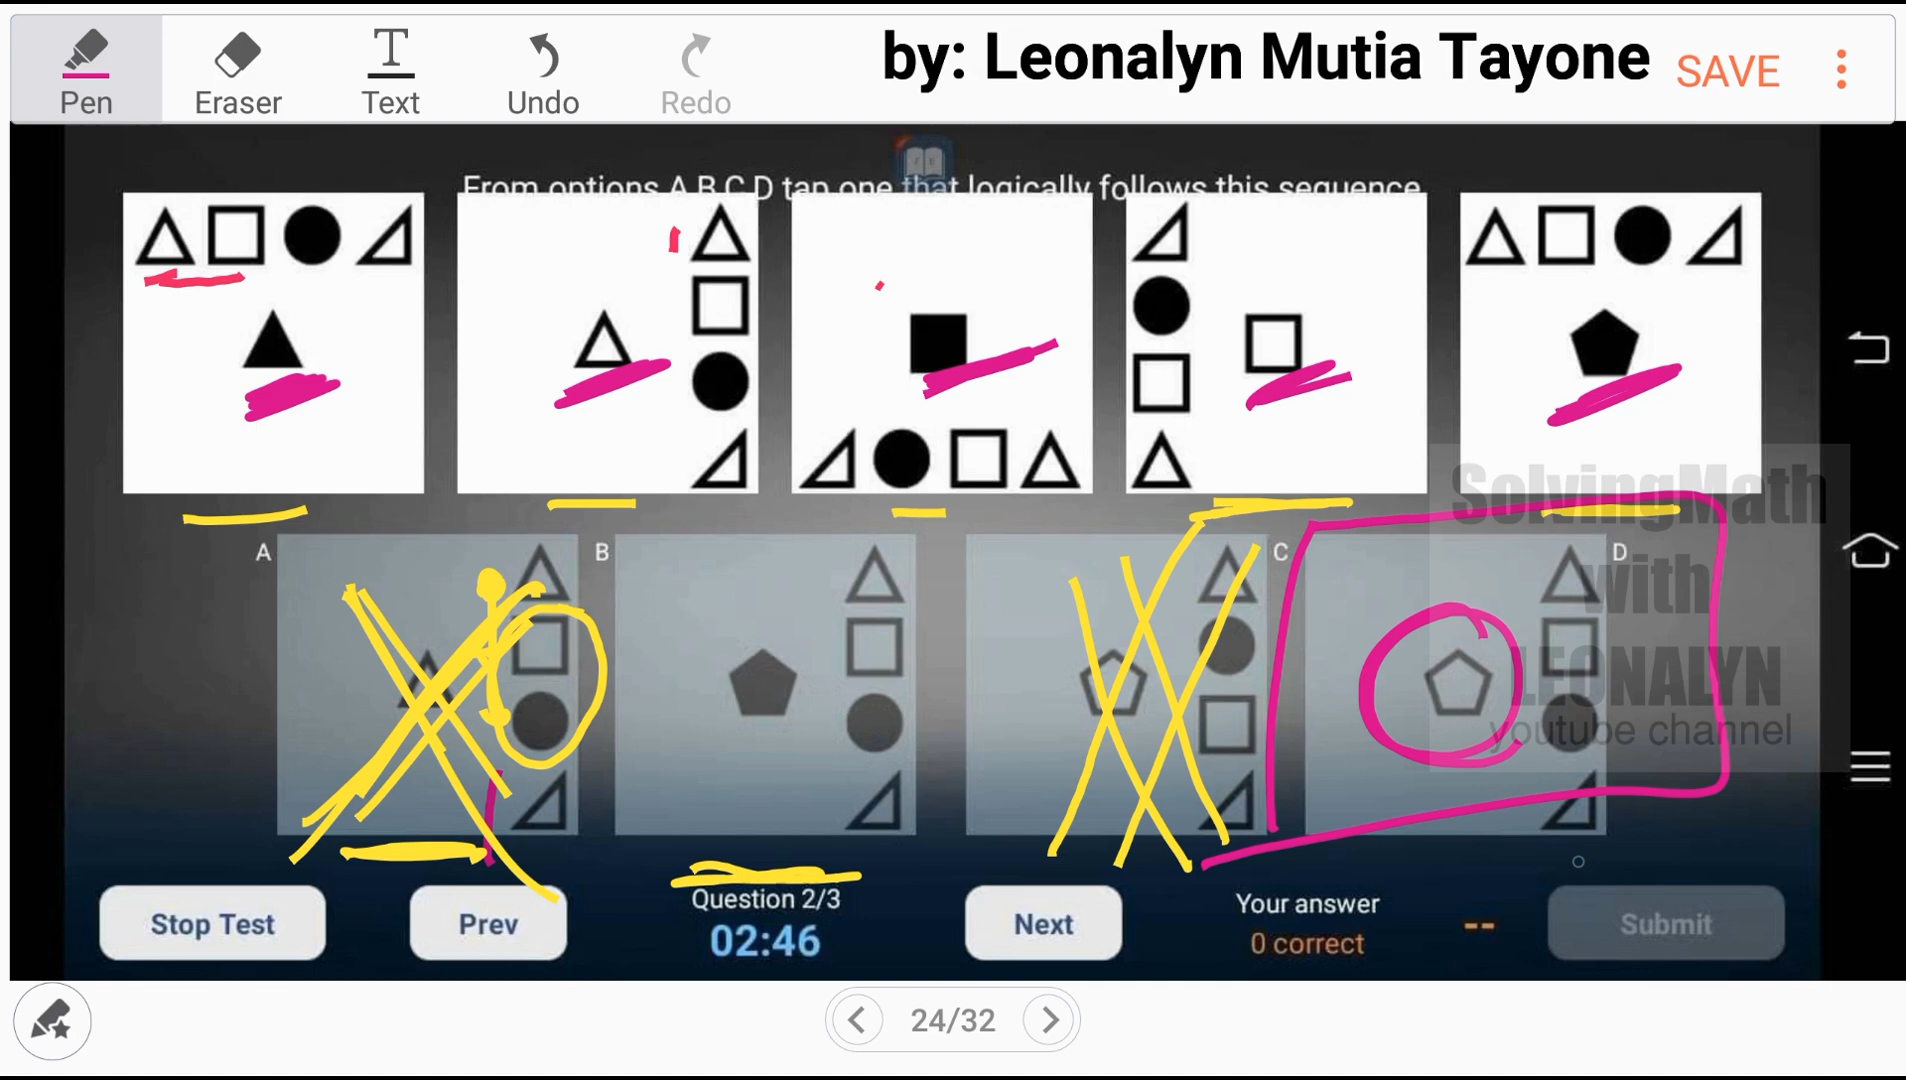 by: Leonalyn Mutia Tayone
SAVE
Pen
Eraser
Text
Undo
Redo
From options A B C D tap one that logically follows this sequence
SolvingMath
with
LEONALYN
youtube channel
A
B
C
D
Stop Test
Prev
Question 2/3
02:46
Next
Your answer
0 correct
--
Submit
24/32